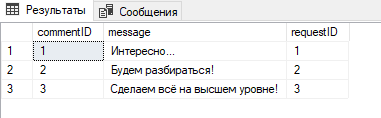 Результаты Сообщения
commentID message requestID
1 1 Интересно... 1
2 2 Будем разбираться! 2
3 3 Сделаем всё на высшем уровне! 3